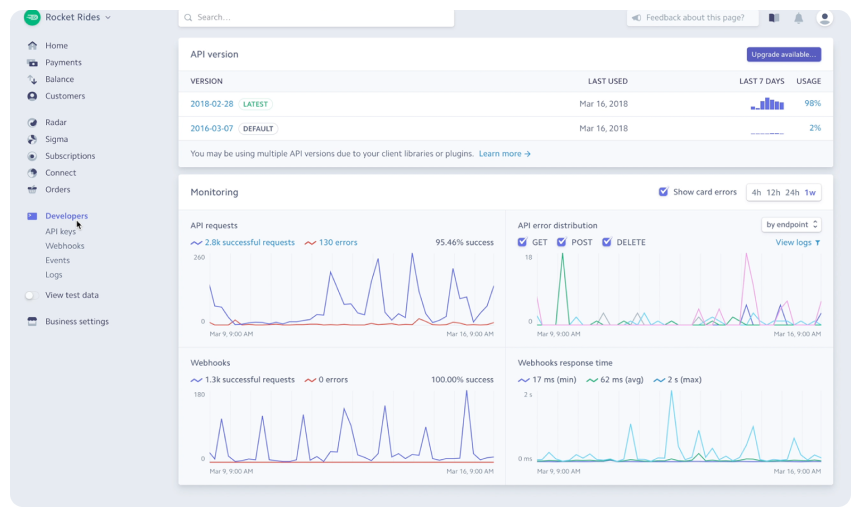 Rocket Rides
Search...
Feedback about this page?
Home
Payments
Balance
Customers
Radar
Sigma
Subscriptions
Connect
Orders
Developers
API keys
Webhooks
Events
Logs
View test data
Business settings
API version
Upgrade available...
VERSION LAST USED LAST 7 DAYS USAGE
2018-02-28 LATEST Mar 16, 2018 98%
2016-03-07 DEFAULT Mar 16, 2018 2%
You may be using multiple API versions due to your client libraries or plugins. Learn more →
Monitoring
Show card errors
4h 12h 24h 1w
API requests
2.8k successful requests 130 errors 95.46% success
260
0
Mar 9, 9:00 AM Mar 16, 9:00 AM
API error distribution
by endpoint
GET POST DELETE View logs
18
0
Mar 9, 9:00 AM Mar 16, 9:00 AM
Webhooks
1.3k successful requests 0 errors 100.00% success
180
0
Mar 9, 9:00 AM Mar 16, 9:00 AM
Webhooks response time
17 ms (min) 62 ms (avg) 2 s (max)
2 s
0 ms
Mar 9, 9:00 AM Mar 16, 9:00 AM